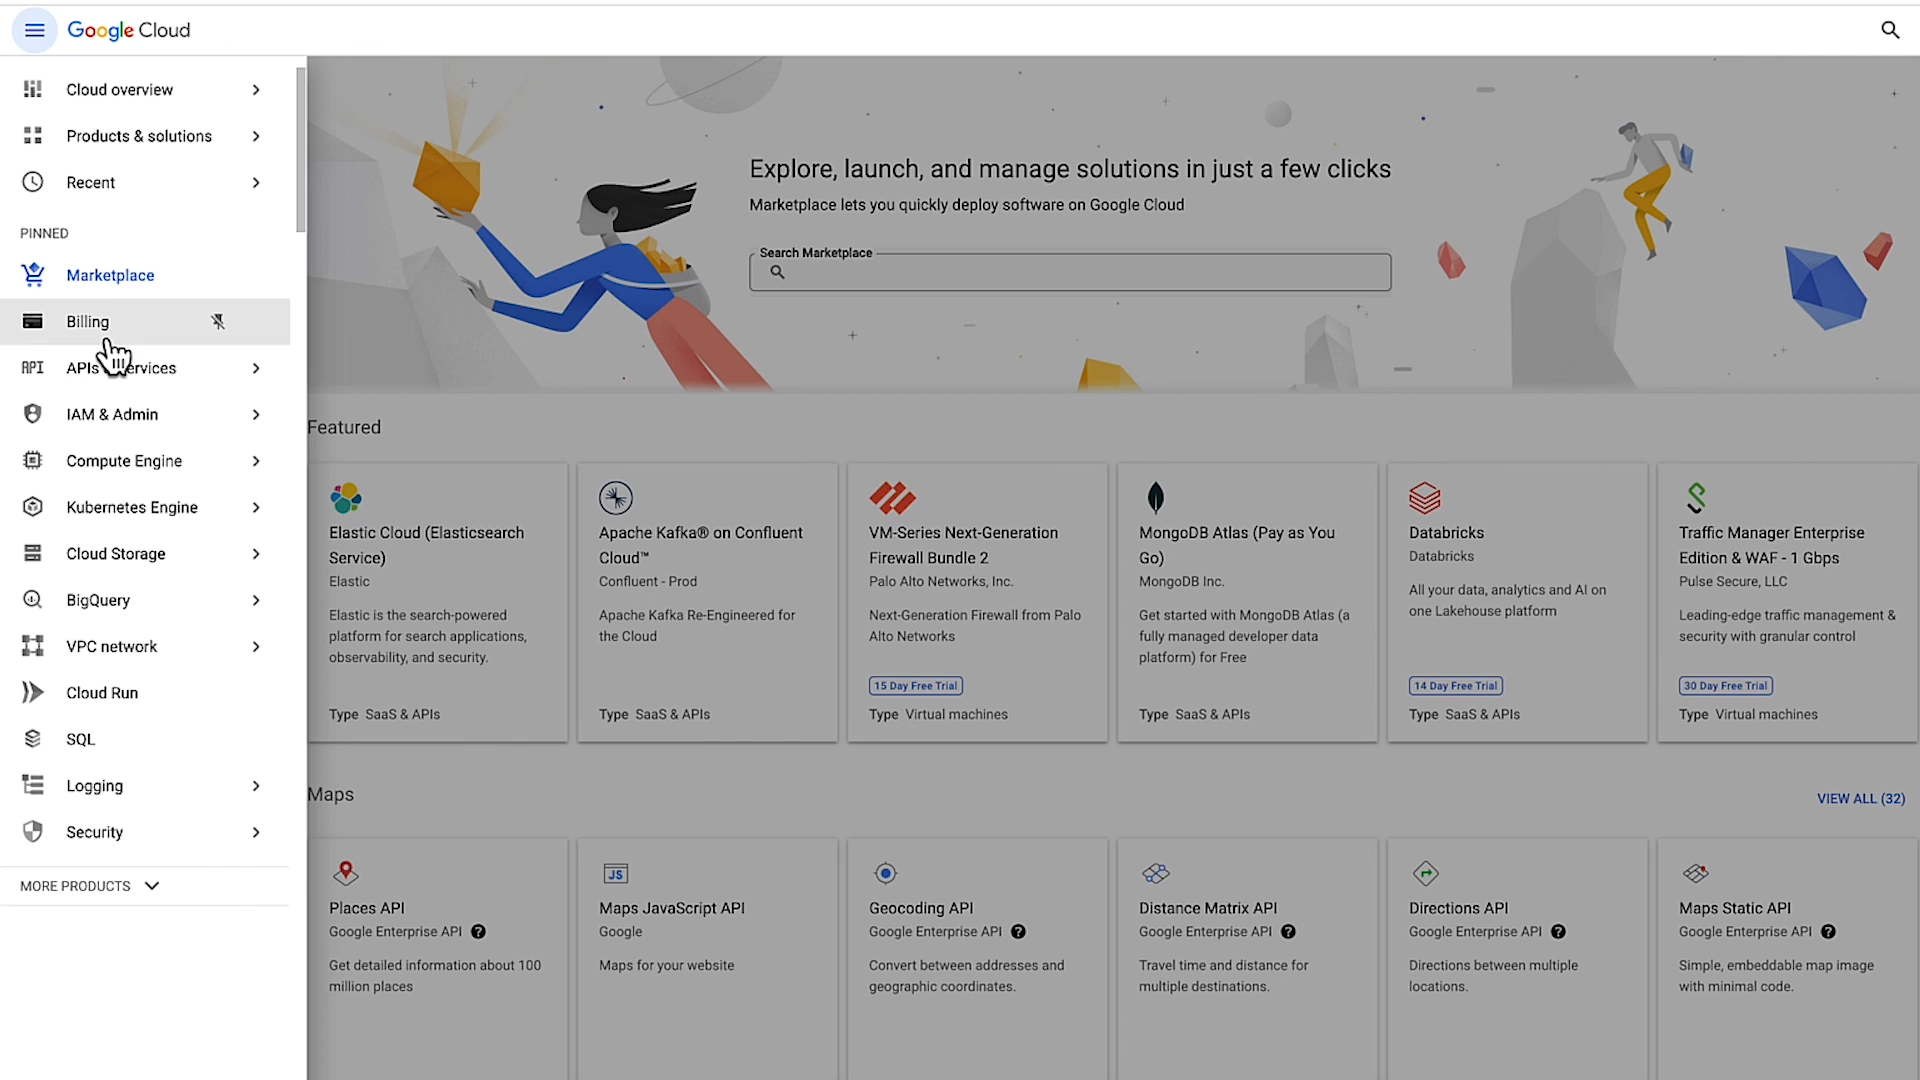 Google Cloud
Cloud overview
Products & solutions
Recent
PINNED
Marketplace
Billing
API APIs ervices
IAM & Admin
Compute Engine
Kubernetes Engine
Cloud Storage
BigQuery
VPC network
Cloud Run
SQL
Logging
Security
MORE PRODUCTS
Explore, launch, and manage solutions in just a few clicks
Marketplace lets you quickly deploy software on Google Cloud
Search Marketplace
Featured
Elastic Cloud (Elasticsearch
Service)
Elastic
Elastic is the search-powered
platform for search applications,
observability, and security.
Type SaaS & APIs
Apache Kafka® on Confluent
Cloud™
Confluent - Prod
Apache Kafka Re-Engineered for
the Cloud
Type SaaS & APIs
VM-Series Next-Generation
Firewall Bundle 2
Palo Alto Networks, Inc.
Next-Generation Firewall from Palo
Alto Networks
15 Day Free Trial
Type Virtual machines
MongoDB Atlas (Pay as You
Go)
MongoDB Inc.
Get started with MongoDB Atlas (a
fully managed developer data
platform) for Free
Type SaaS & APIs
Databricks
Databricks
All your data, analytics and AI on
one Lakehouse platform
14 Day Free Trial
Type SaaS & APIs
Traffic Manager Enterprise
Edition & WAF - 1 Gbps
Pulse Secure, LLC
Leading-edge traffic management &
security with granular control
30 Day Free Trial
Type Virtual machines
Maps
VIEW ALL (32)
Places API
Google Enterprise API ?
Get detailed information about 100
million places
JS
Maps JavaScript API
Google
Maps for your website
Geocoding API
Google Enterprise API ?
Convert between addresses and
geographic coordinates.
Distance Matrix API
Google Enterprise API ?
Travel time and distance for
multiple destinations.
Directions API
Google Enterprise API ?
Directions between multiple
locations.
Maps Static API
Google Enterprise API ?
Simple, embeddable map image
with minimal code.